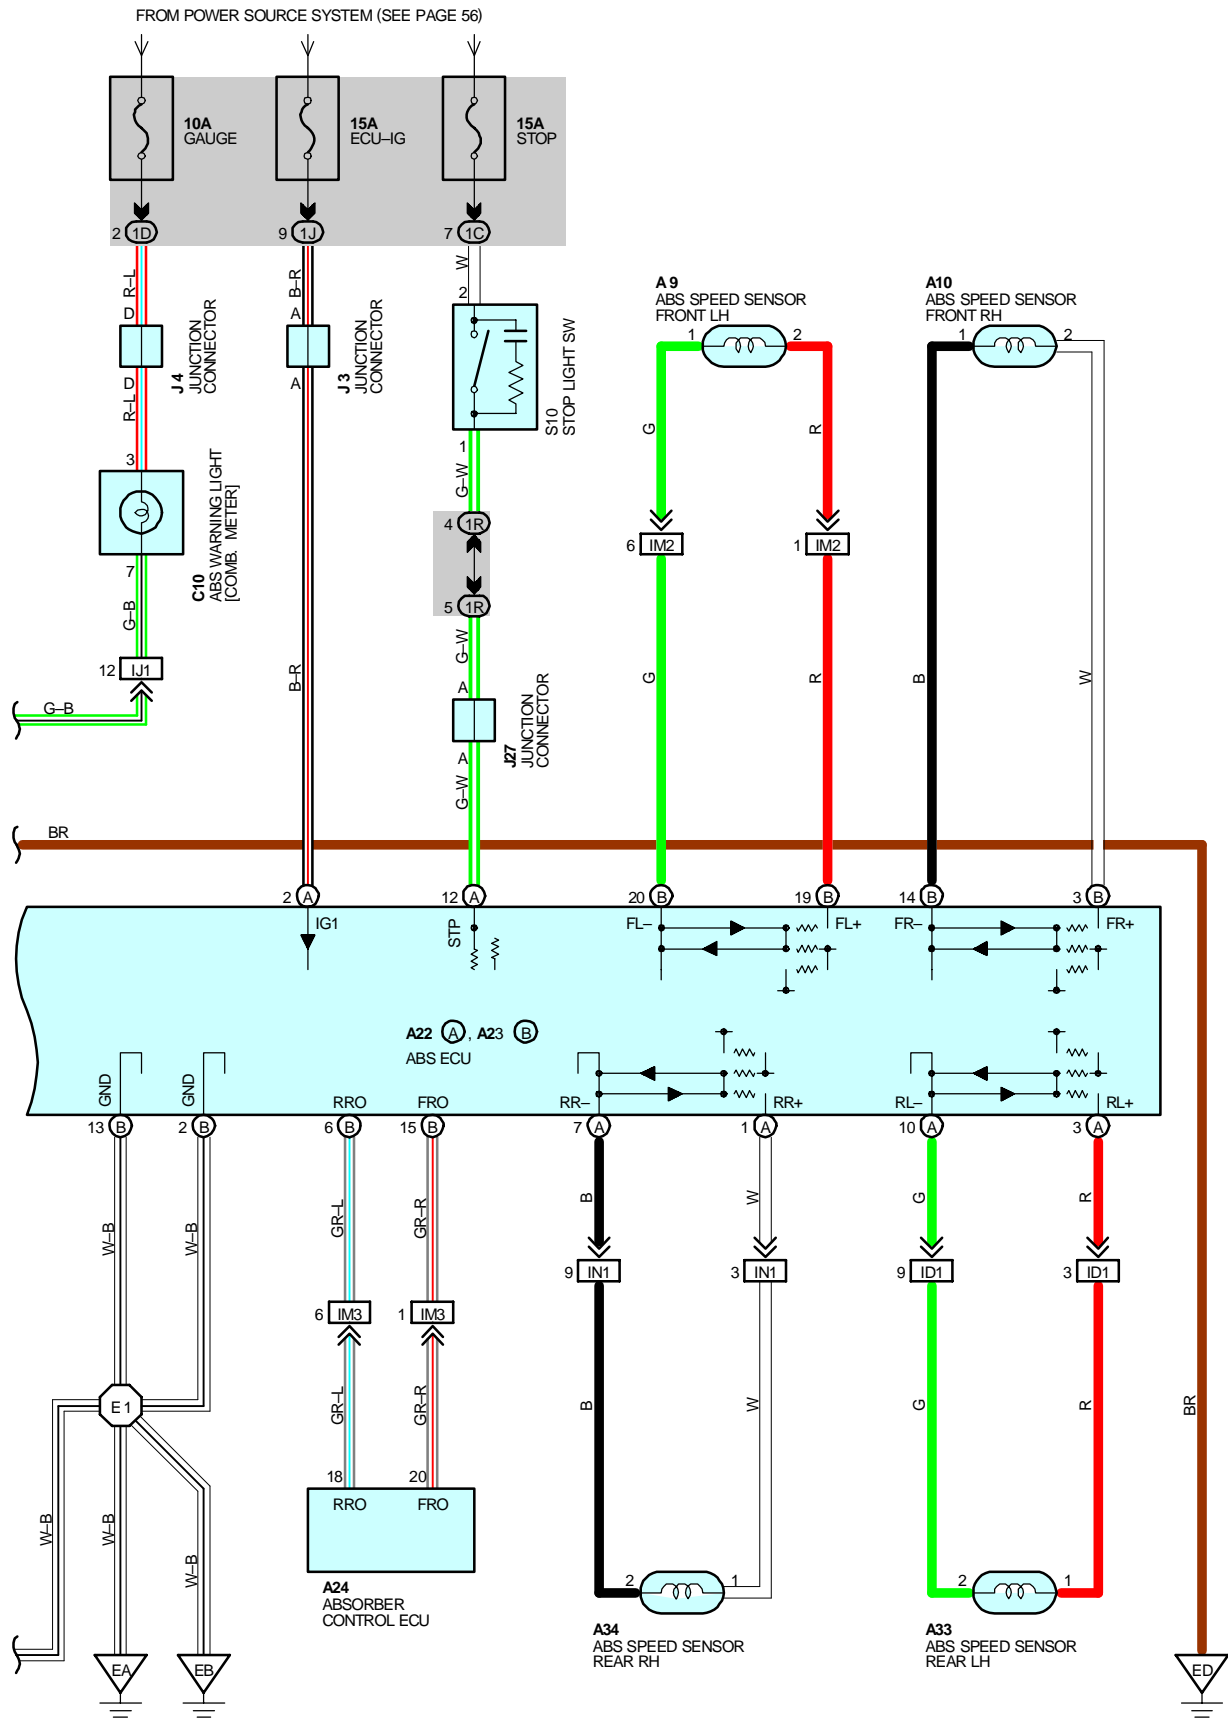 FROM POWER SOURCE SYSTEM (SEE PAGE 56)
10A
GAUGE
15A
ECU–IG
15A
STOP
2 1D
9 1J
7 1C
R–L
B–R
W
D
A
2
J 4
JUNCTION
CONNECTOR
J 3
JUNCTION
CONNECTOR
S10
STOP LIGHT SW
D
A
R–L
1
G–W
3
C10
ABS WARNING LIGHT
[COMB. METER]
7
G–B
12 IJ1
G–B
4 1R
5 1R
G–W
B–R
A
J27
JUNCTION
CONNECTOR
A
G–W
A 9
ABS SPEED SENSOR
FRONT LH
1
2
A10
ABS SPEED SENSOR
FRONT RH
1
2
G
R
6 IM2
1 IM2
G
R
B
W
BR
2 A
12 A
20 B
19 B
14 B
3 B
IG1
STP
FL–
FL+
FR–
FR+
A22 A , A23 B
ABS ECU
GND
GND
RRO
FRO
RR–
RR+
RL–
RL+
13 B
2 B
6 B
15 B
7 A
1 A
10 A
3 A
W–B
W–B
GR–L
GR–R
B
W
G
R
9 IN1
3 IN1
9 ID1
3 ID1
6 IM3
1 IM3
GR–L
GR–R
B
W
G
R
BR
E 1
18
20
RRO
FRO
A24
ABSORBER
CONTROL ECU
W–B
W–B
W–B
2
1
A34
ABS SPEED SENSOR
REAR RH
2
1
A33
ABS SPEED SENSOR
REAR LH
EA
EB
ED